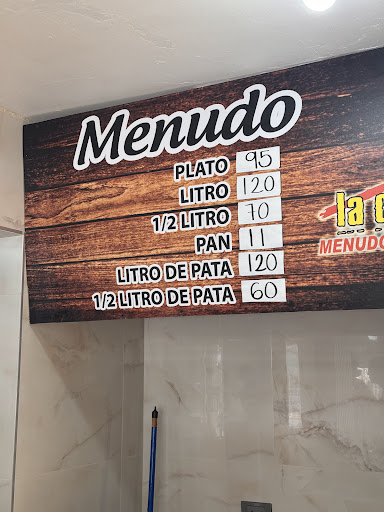 Menudo
PLATO 95
LITRO 120
1/2 LITRO 70
PAN 11
LITRO DE PATA 120
1/2 LITRO DE PATA 60
la
MENUDO